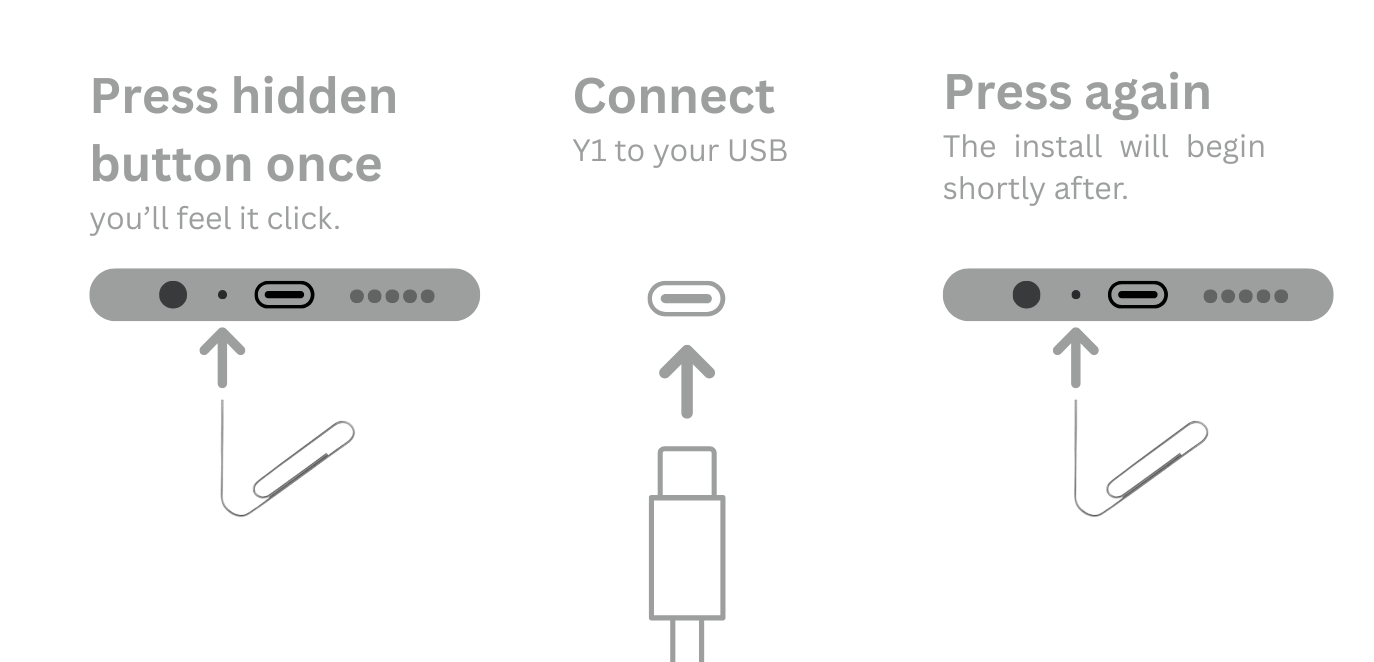 Press hidden
button once
you’ll feel it click.
Connect
Y1 to your USB
Press again
The install will begin
shortly after.